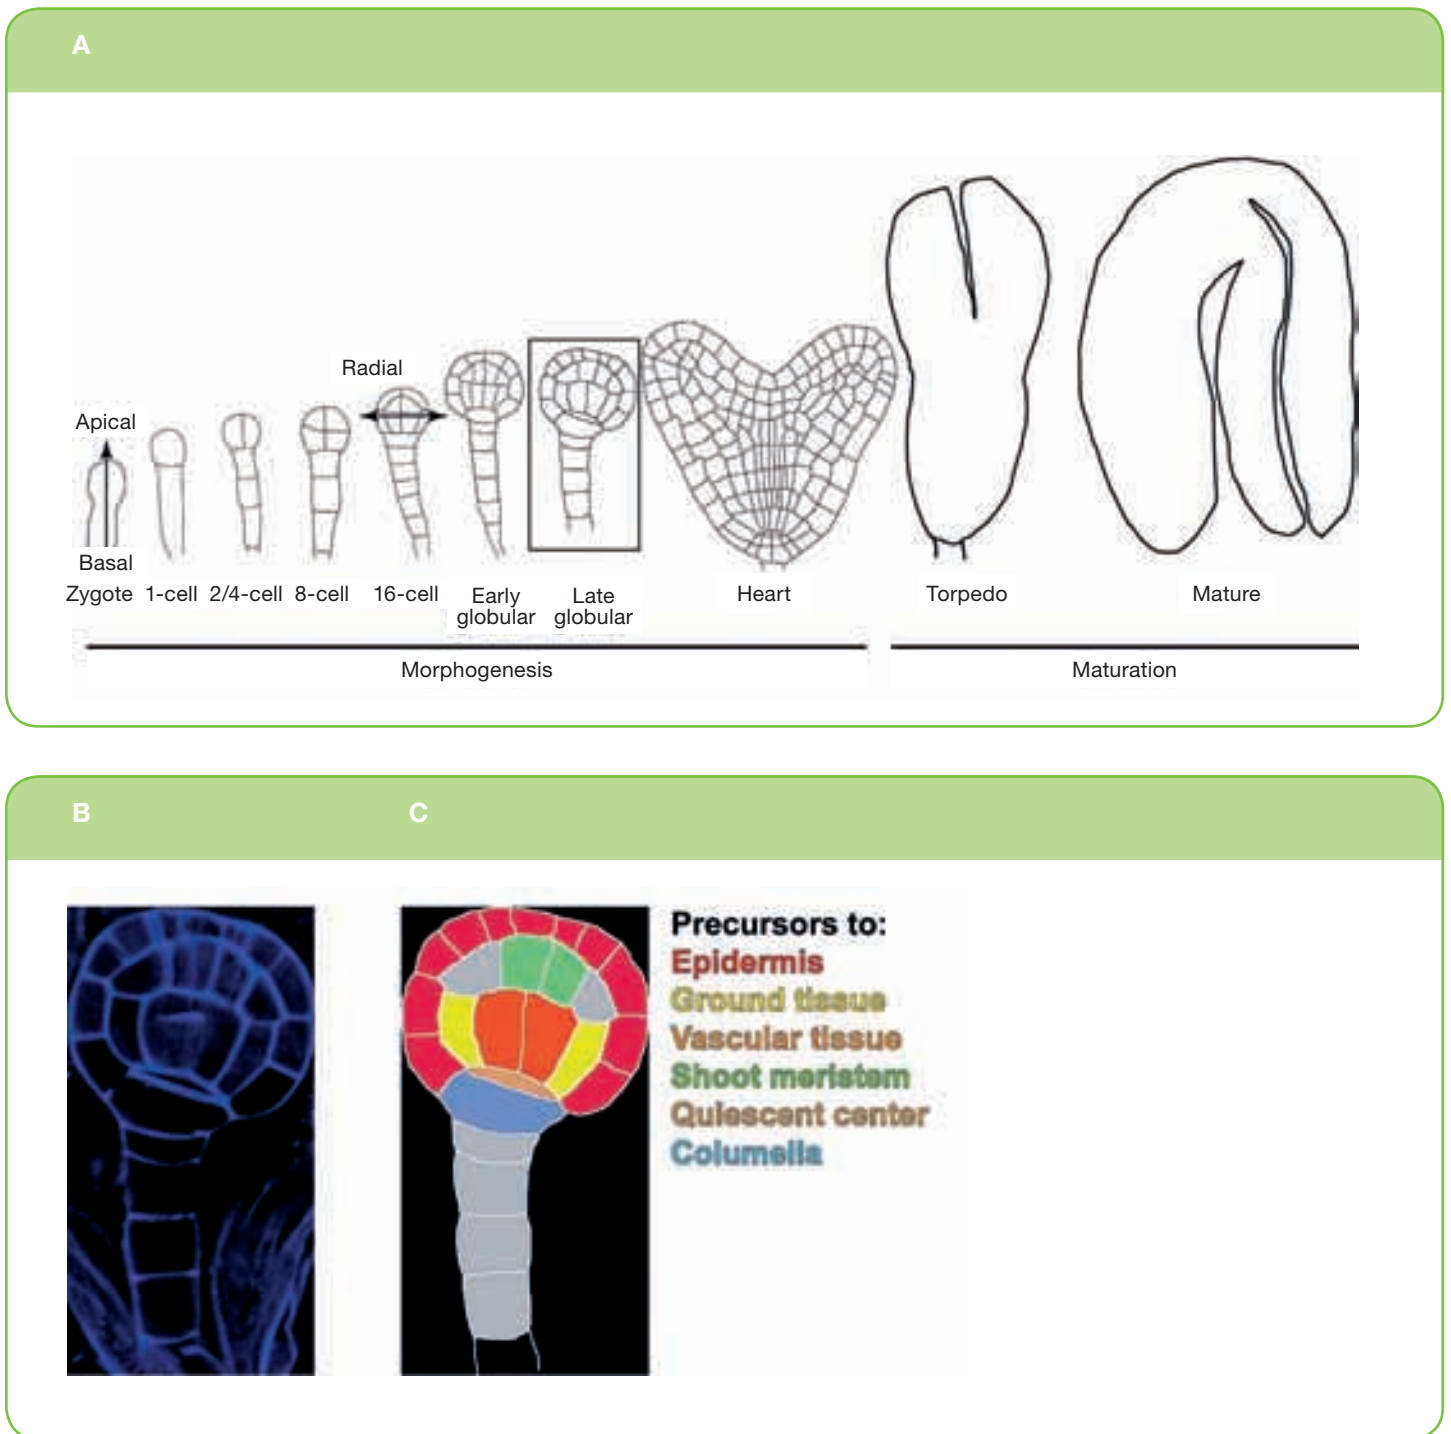 A
Radial
Apical
Basal
Zygote 1-cell 2/4-cell 8-cell 16-cell Early globular Late globular Heart Torpedo Mature
Morphogenesis Maturation
B C
Precursors to:
Epidermis
Ground tissue
Vascular tissue
Shoot meristem
Quiescent center
Columella